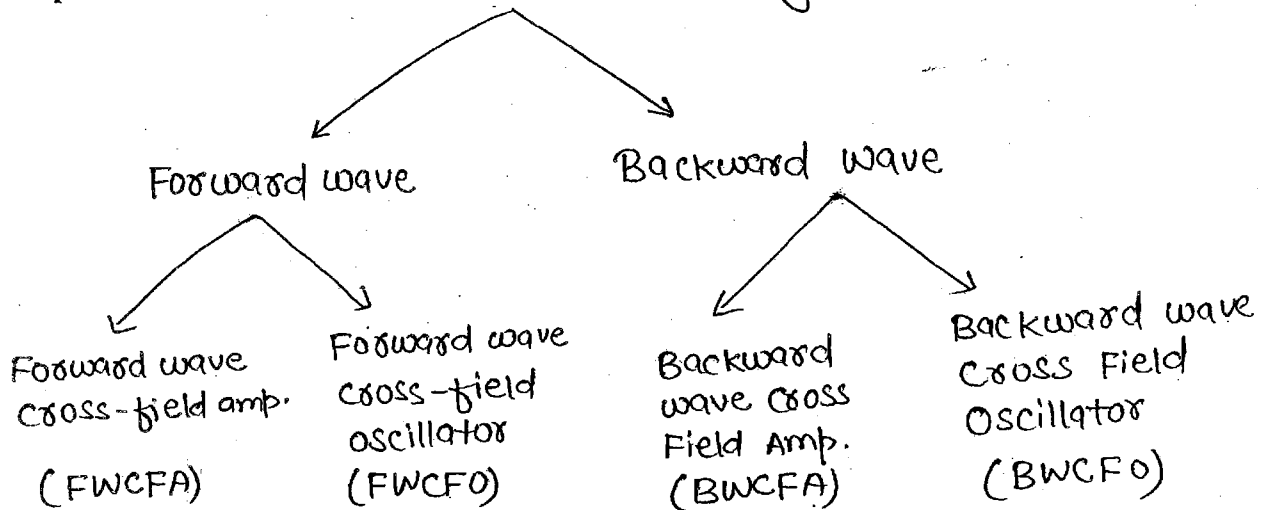 Forward wave
Backward wave
Forward wave
cross-field amp.
(FWCFA)
Forward wave
cross-field
oscillator
(FWCFO)
Backward
wave cross
Field Amp.
(BWCFA)
Backward wave
Cross Field
Oscillator
(BWCFO)